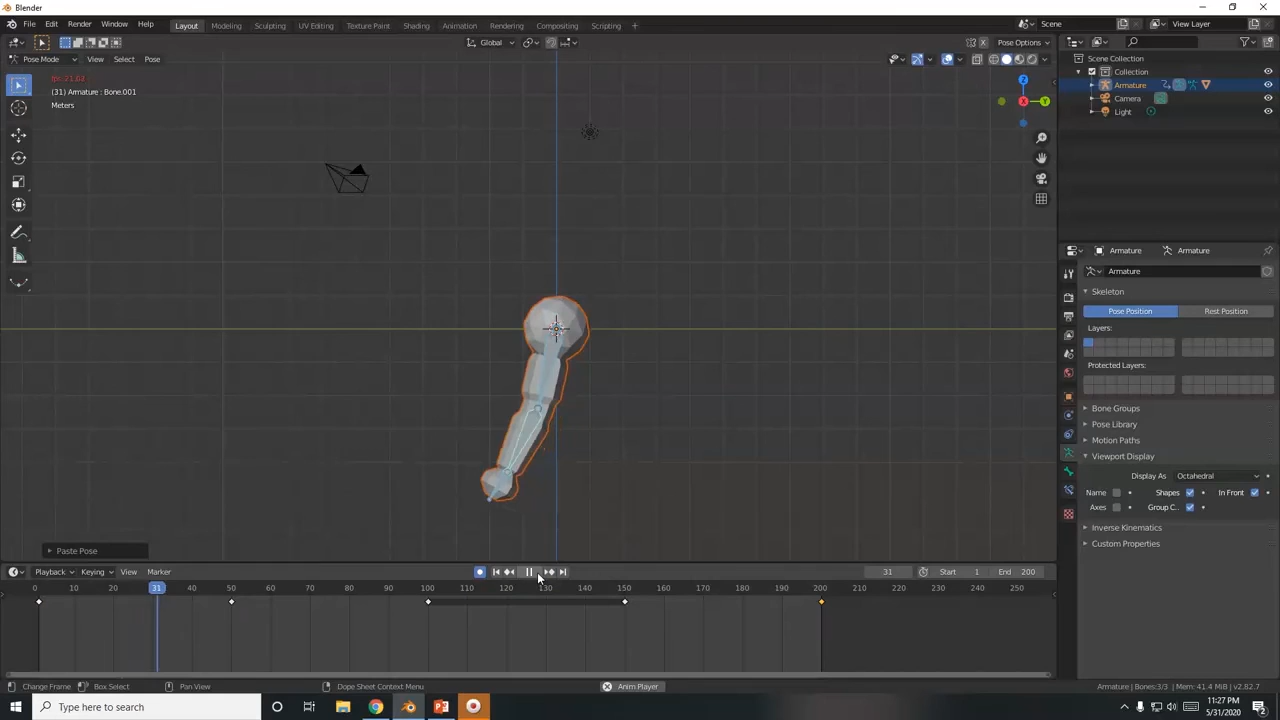 Blender
File Edit Render Window Help
Layout Modeling Sculpting UV Editing Texture Paint Shading Animation Rendering Compositing Scripting +
Scene
View Layer
Global
Pose Options
Pose Mode View Select Pose
(31) Armature : Bone.001
Meters
Z
X
Y
Scene Collection
Collection
Armature
Camera
Light
Armature
Armature
Armature
Skeleton
Pose Position
Rest Position
Layers:
Protected Layers:
Bone Groups
Pose Library
Motion Paths
Viewport Display
Display As Octahedral
Name
Shapes
In Front
Axes
Group C...
Inverse Kinematics
Custom Properties
Paste Pose
Playback Keying View Marker
31
Start 1
End 200
0 10 20 31 40 50 60 70 80 90 100 110 120 130 140 150 160 170 180 190 200 210 220 230 240 250
Change Frame
Box Select
Pan View
Dope Sheet Context Menu
Anim Player
Armature | Bones:3/3 | Mem: 41.4 MiB | v2.82.7
Type here to search
11:27 PM
5/31/2020
2